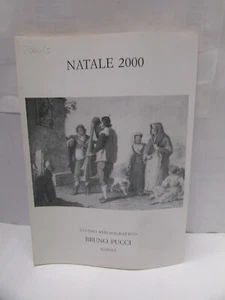 NATALE 2000
STUDIO BIBLIOGRAFICO
BRUNO PUCCI